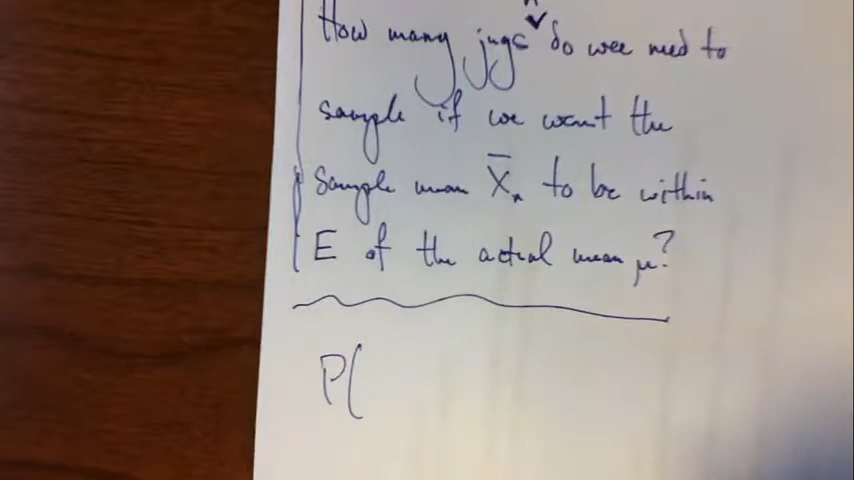 n
How many jugs do wee need to
sample if we want the
sample mean X̄ₙ to be within
E of the actual mean μ?
P(